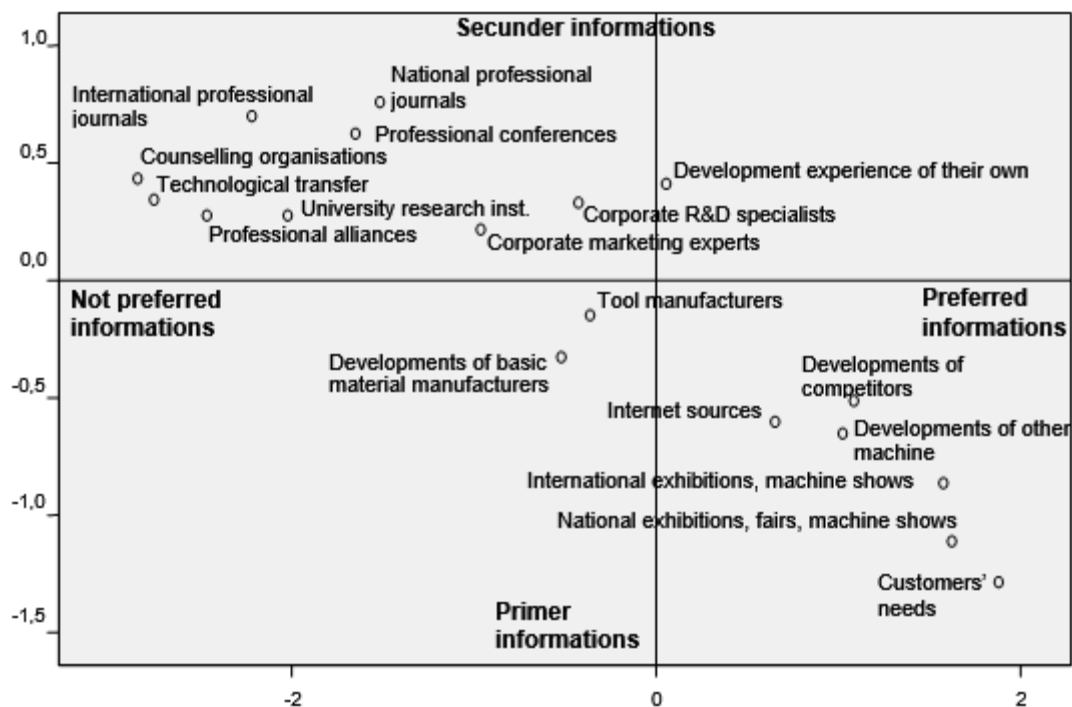 Secunder informations
1,0
National professional
journals
International professional
journals
Professional conferences
0,5
Counselling organisations
Development experience of their own
Technological transfer
University research inst.
Corporate R&D specialists
Professional alliances
Corporate marketing experts
0,0
Not preferred
informations
Tool manufacturers
Preferred
informations
Developments of basic
material manufacturers
Developments of
competitors
-0,5
Internet sources
Developments of other
machine
International exhibitions, machine shows
-1,0
National exhibitions, fairs, machine shows
Customers'
needs
Primer
informations
-1,5
-2
0
2